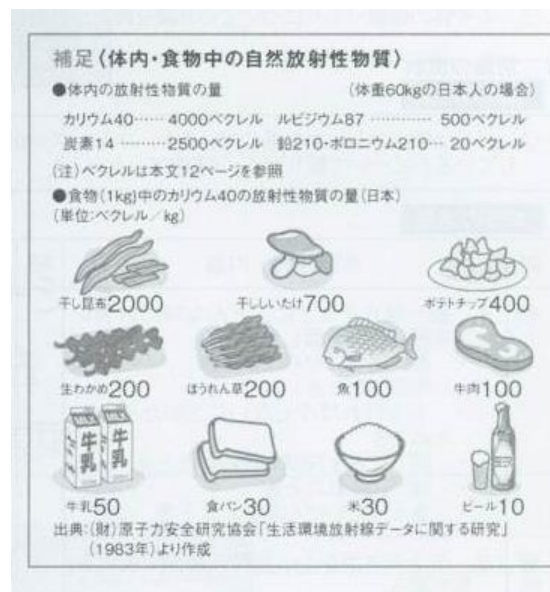 補足〈体内・食物中の自然放射性物質〉
●体内の放射性物質の量 (体重60kgの日本人の場合)
カリウム40…… 4000ベクレル ルビジウム87………… 500ベクレル
炭素14 ………2500ベクレル 鉛210・ポロニウム210… 20ベクレル
(注)ベクレルは本文12ページを参照
●食物(1kg)中のカリウム40の放射性物質の量(日本)
(単位:ベクレル/kg)
干し昆布2000 干ししいたけ700 ポテトチップ400
生わかめ200 ほうれん草200 魚100 牛肉100
牛乳 牛乳
牛乳50 食パン30 米30 ビール10
出典:(財)原子力安全研究協会「生活環境放射線データに関する研究」
(1983年)より作成